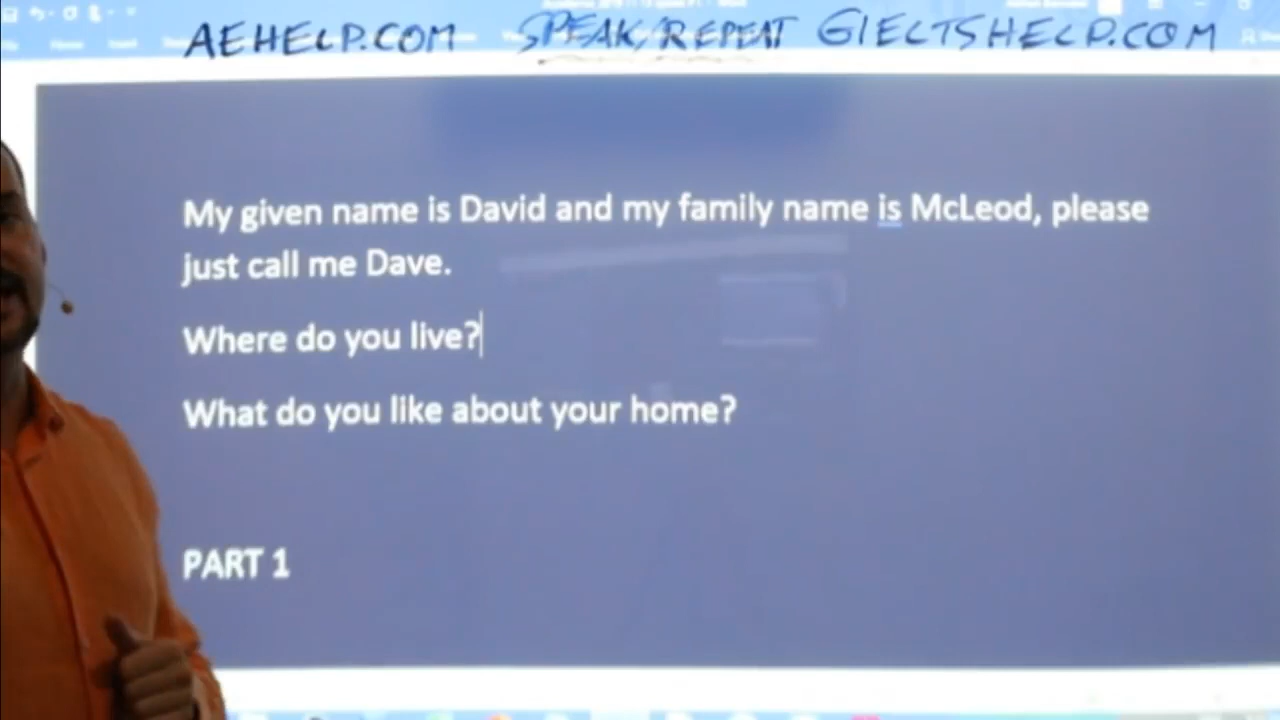 AEHELP.COM SPEAK, REPEAT GIELTSHELP.COM
My given name is David and my family name is McLeod, please
just call me Dave.
Where do you live?
What do you like about your home?
PART 1